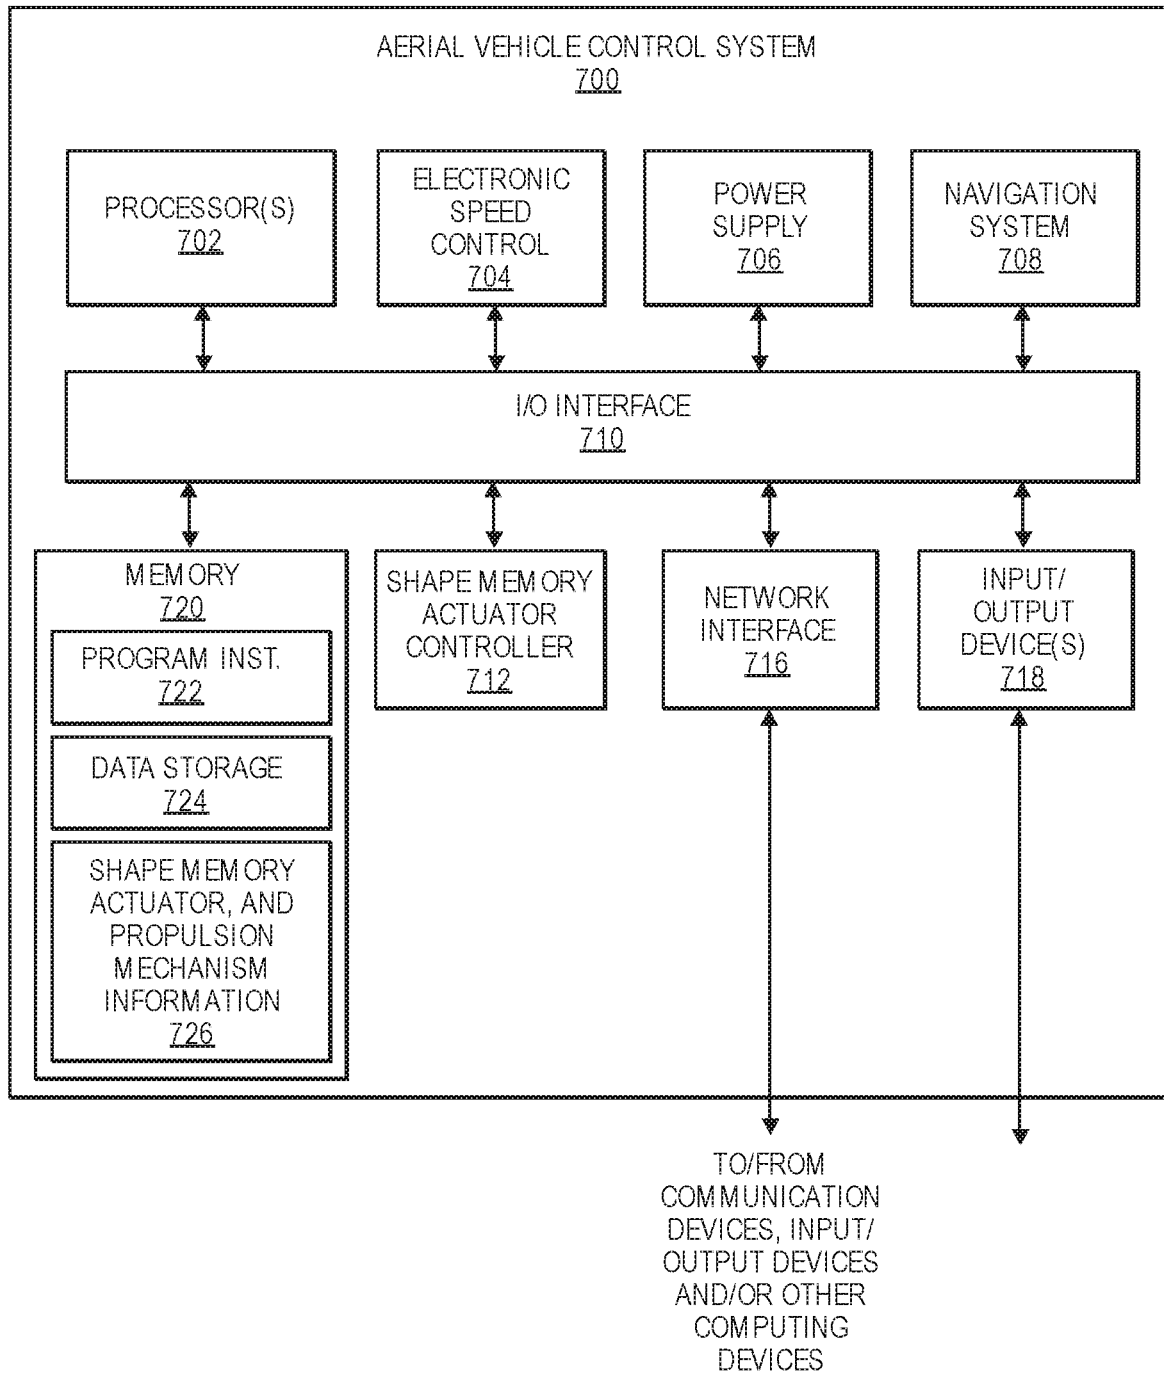 AERIAL VEHICLE CONTROL SYSTEM
700
PROCESSOR(S)
702
ELECTRONIC
SPEED
CONTROL
704
POWER
SUPPLY
706
NAVIGATION
SYSTEM
708
I/O INTERFACE
710
MEMORY
720
PROGRAM INST.
722
DATA STORAGE
724
SHAPE MEMORY
ACTUATOR, AND
PROPULSION
MECHANISM
INFORMATION
726
SHAPE MEMORY
ACTUATOR
CONTROLLER
712
NETWORK
INTERFACE
716
INPUT/
OUTPUT
DEVICE(S)
718
TO/FROM
COMMUNICATION
DEVICES, INPUT/
OUTPUT DEVICES
AND/OR OTHER
COMPUTING
DEVICES